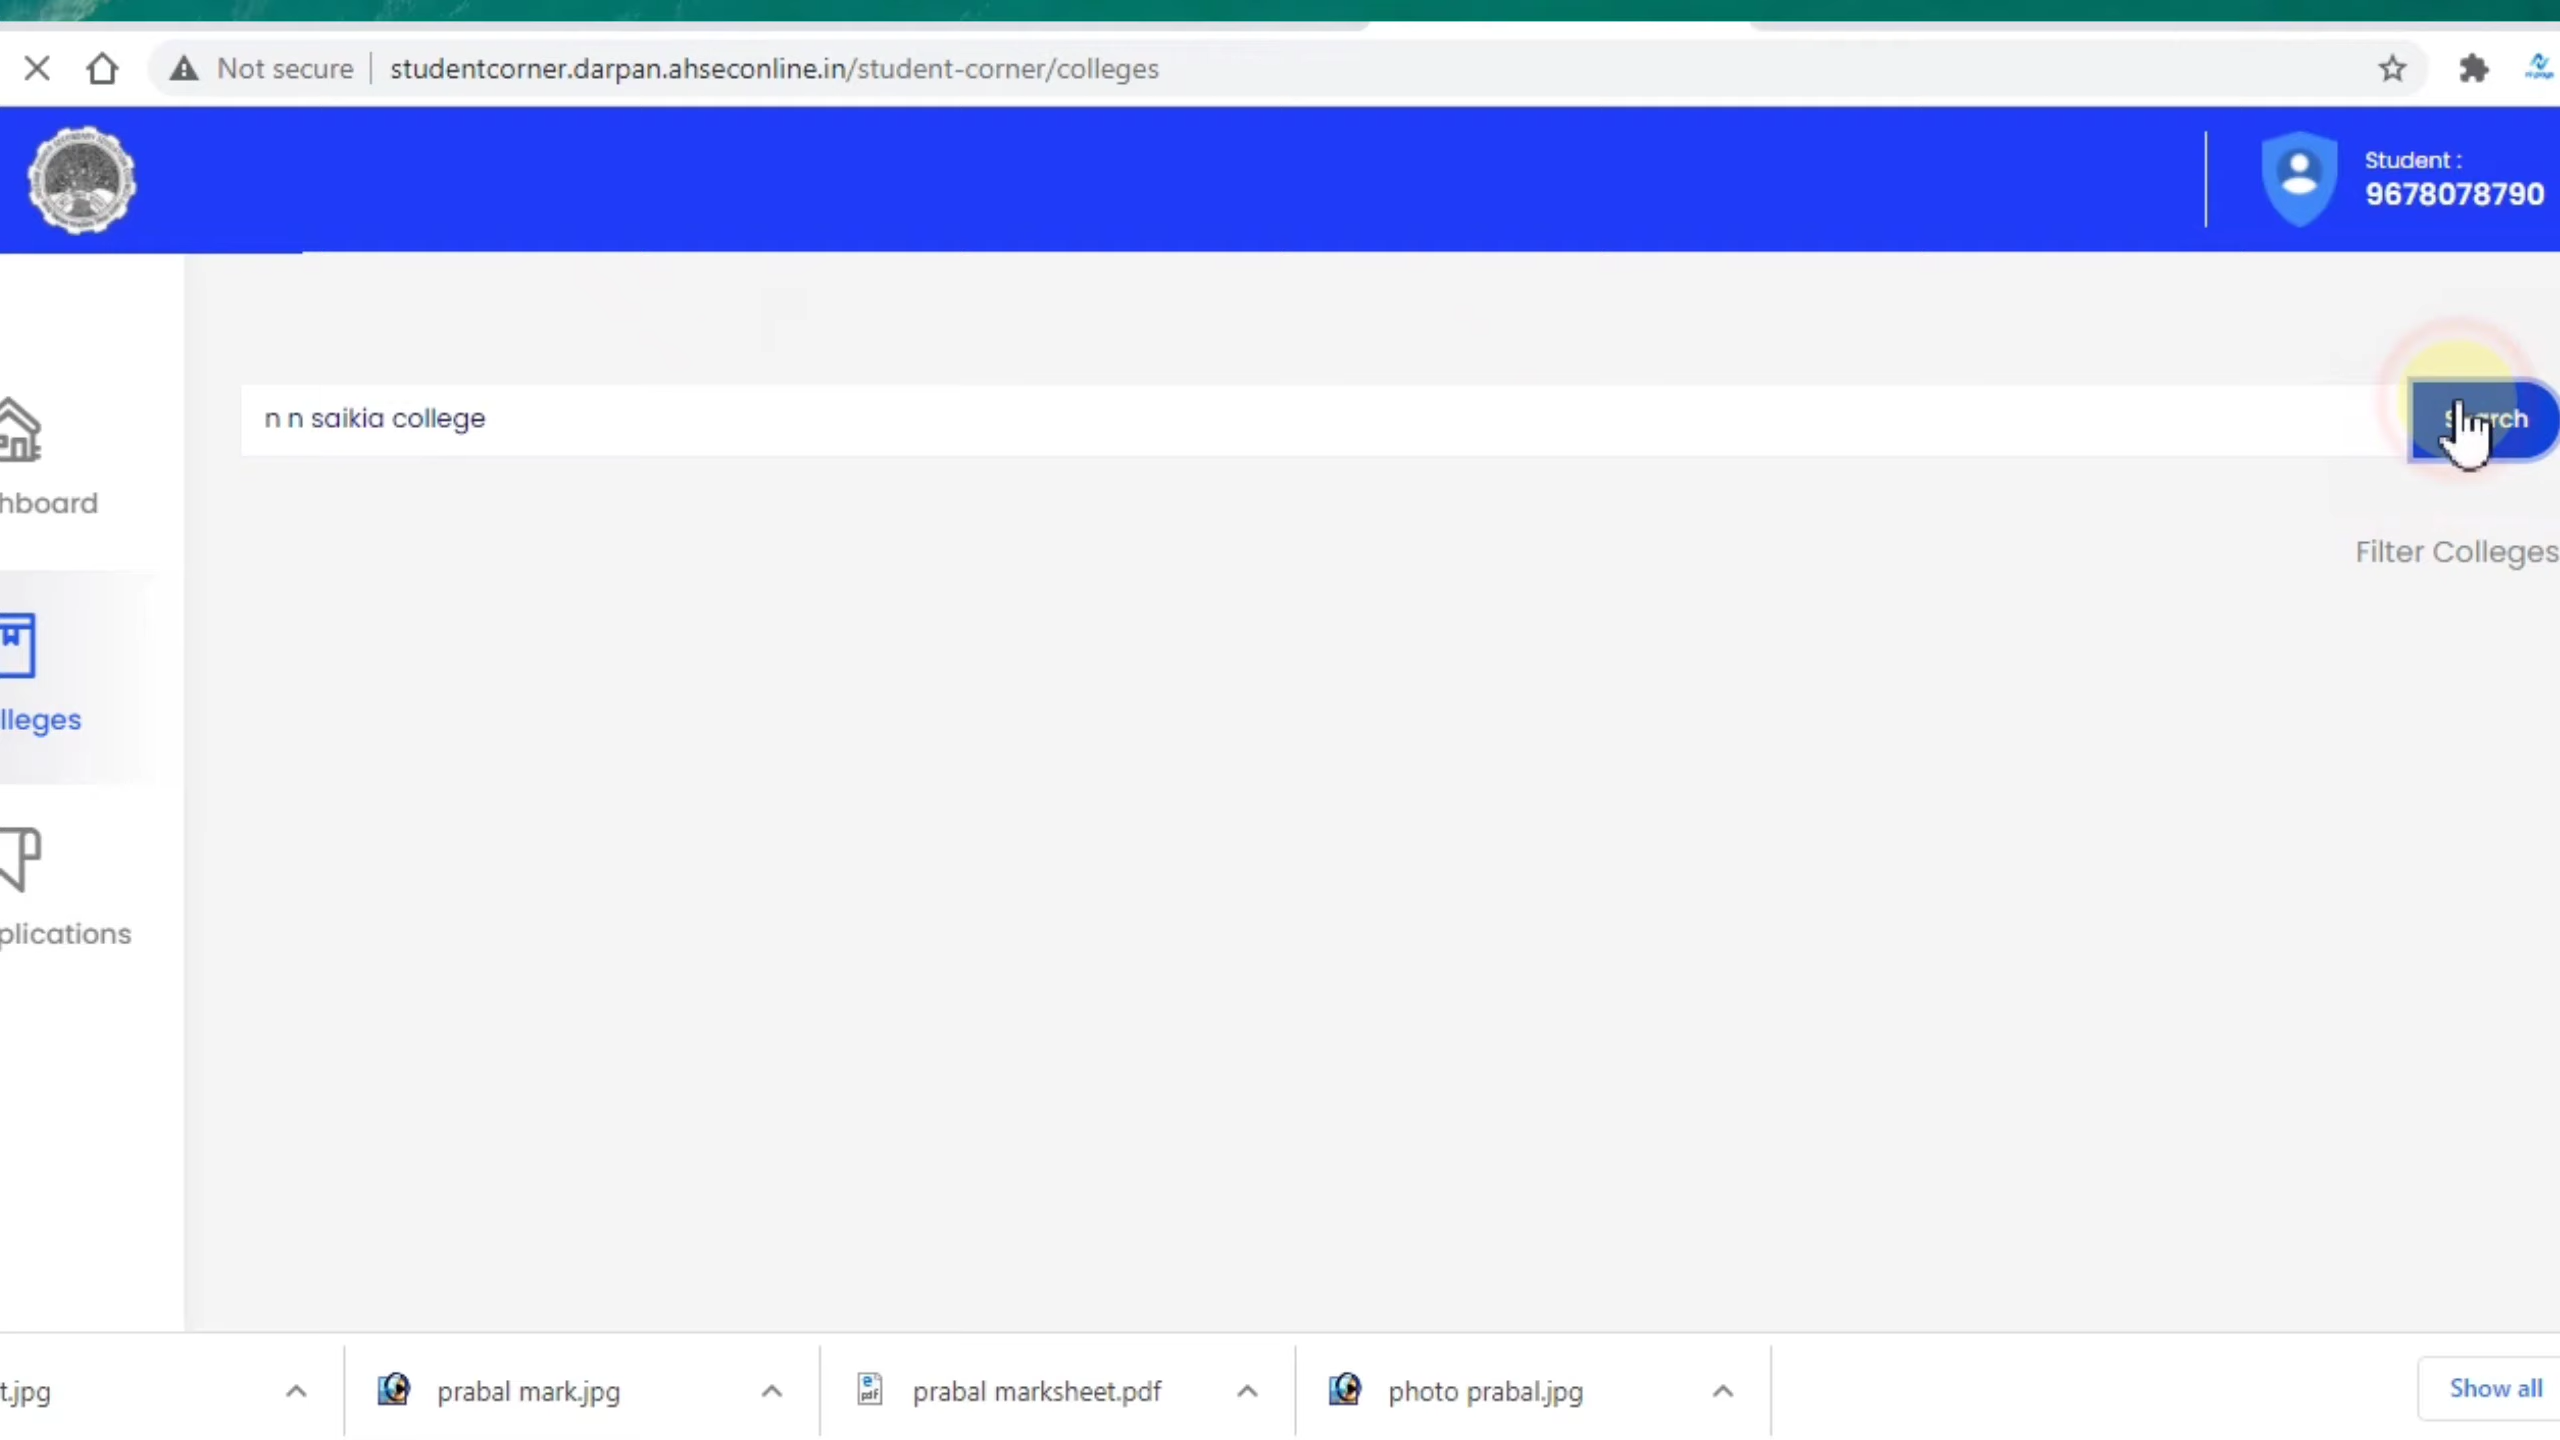 Not secure
studentcorner.darpan.ahseconline.in/student-corner/colleges
Student :
9678078790
n n saikia college
Filter Colleges
hboard
lleges
plications
t.jpg
prabal mark.jpg
prabal marksheet.pdf
photo prabal.jpg
Show all